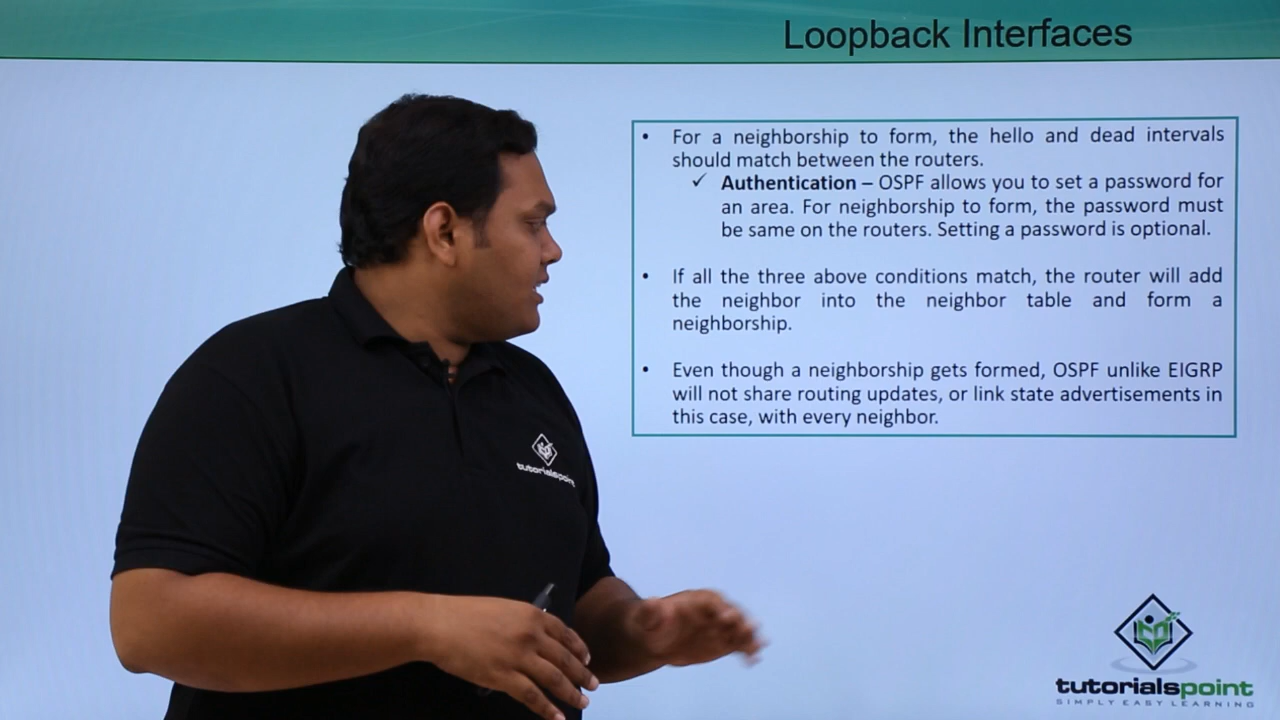 Loopback Interfaces
• For a neighborship to form, the hello and dead intervals
should match between the routers.
✓ Authentication – OSPF allows you to set a password for
an area. For neighborship to form, the password must
be same on the routers. Setting a password is optional.
• If all the three above conditions match, the router will add
the neighbor into the neighbor table and form a
neighborship.
• Even though a neighborship gets formed, OSPF unlike EIGRP
will not share routing updates, or link state advertisements in
this case, with every neighbor.
tutorialspoint
tutorialspoint
SIMPLY EASY LEARNING